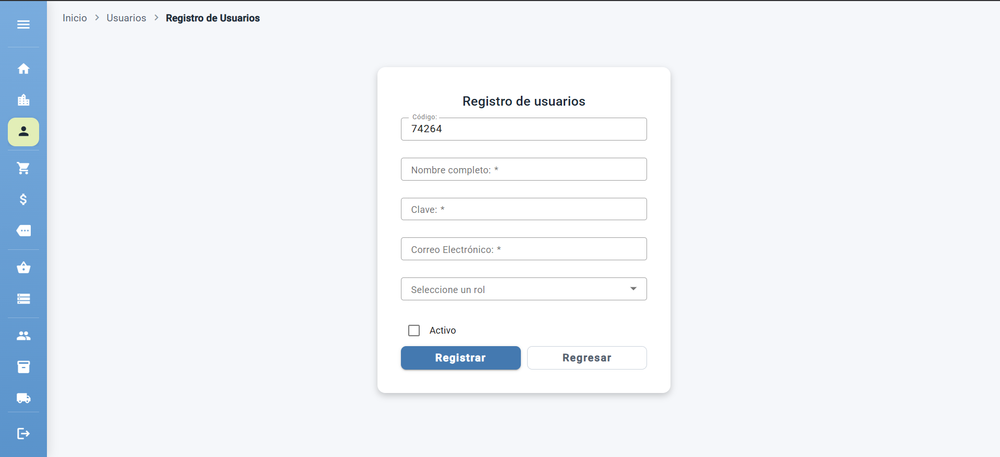 Inicio > Usuarios > Registro de Usuarios
Registro de usuarios
Código:
74264
Nombre completo: *
Clave: *
Correo Electrónico: *
Seleccione un rol
Activo
Registrar Regresar